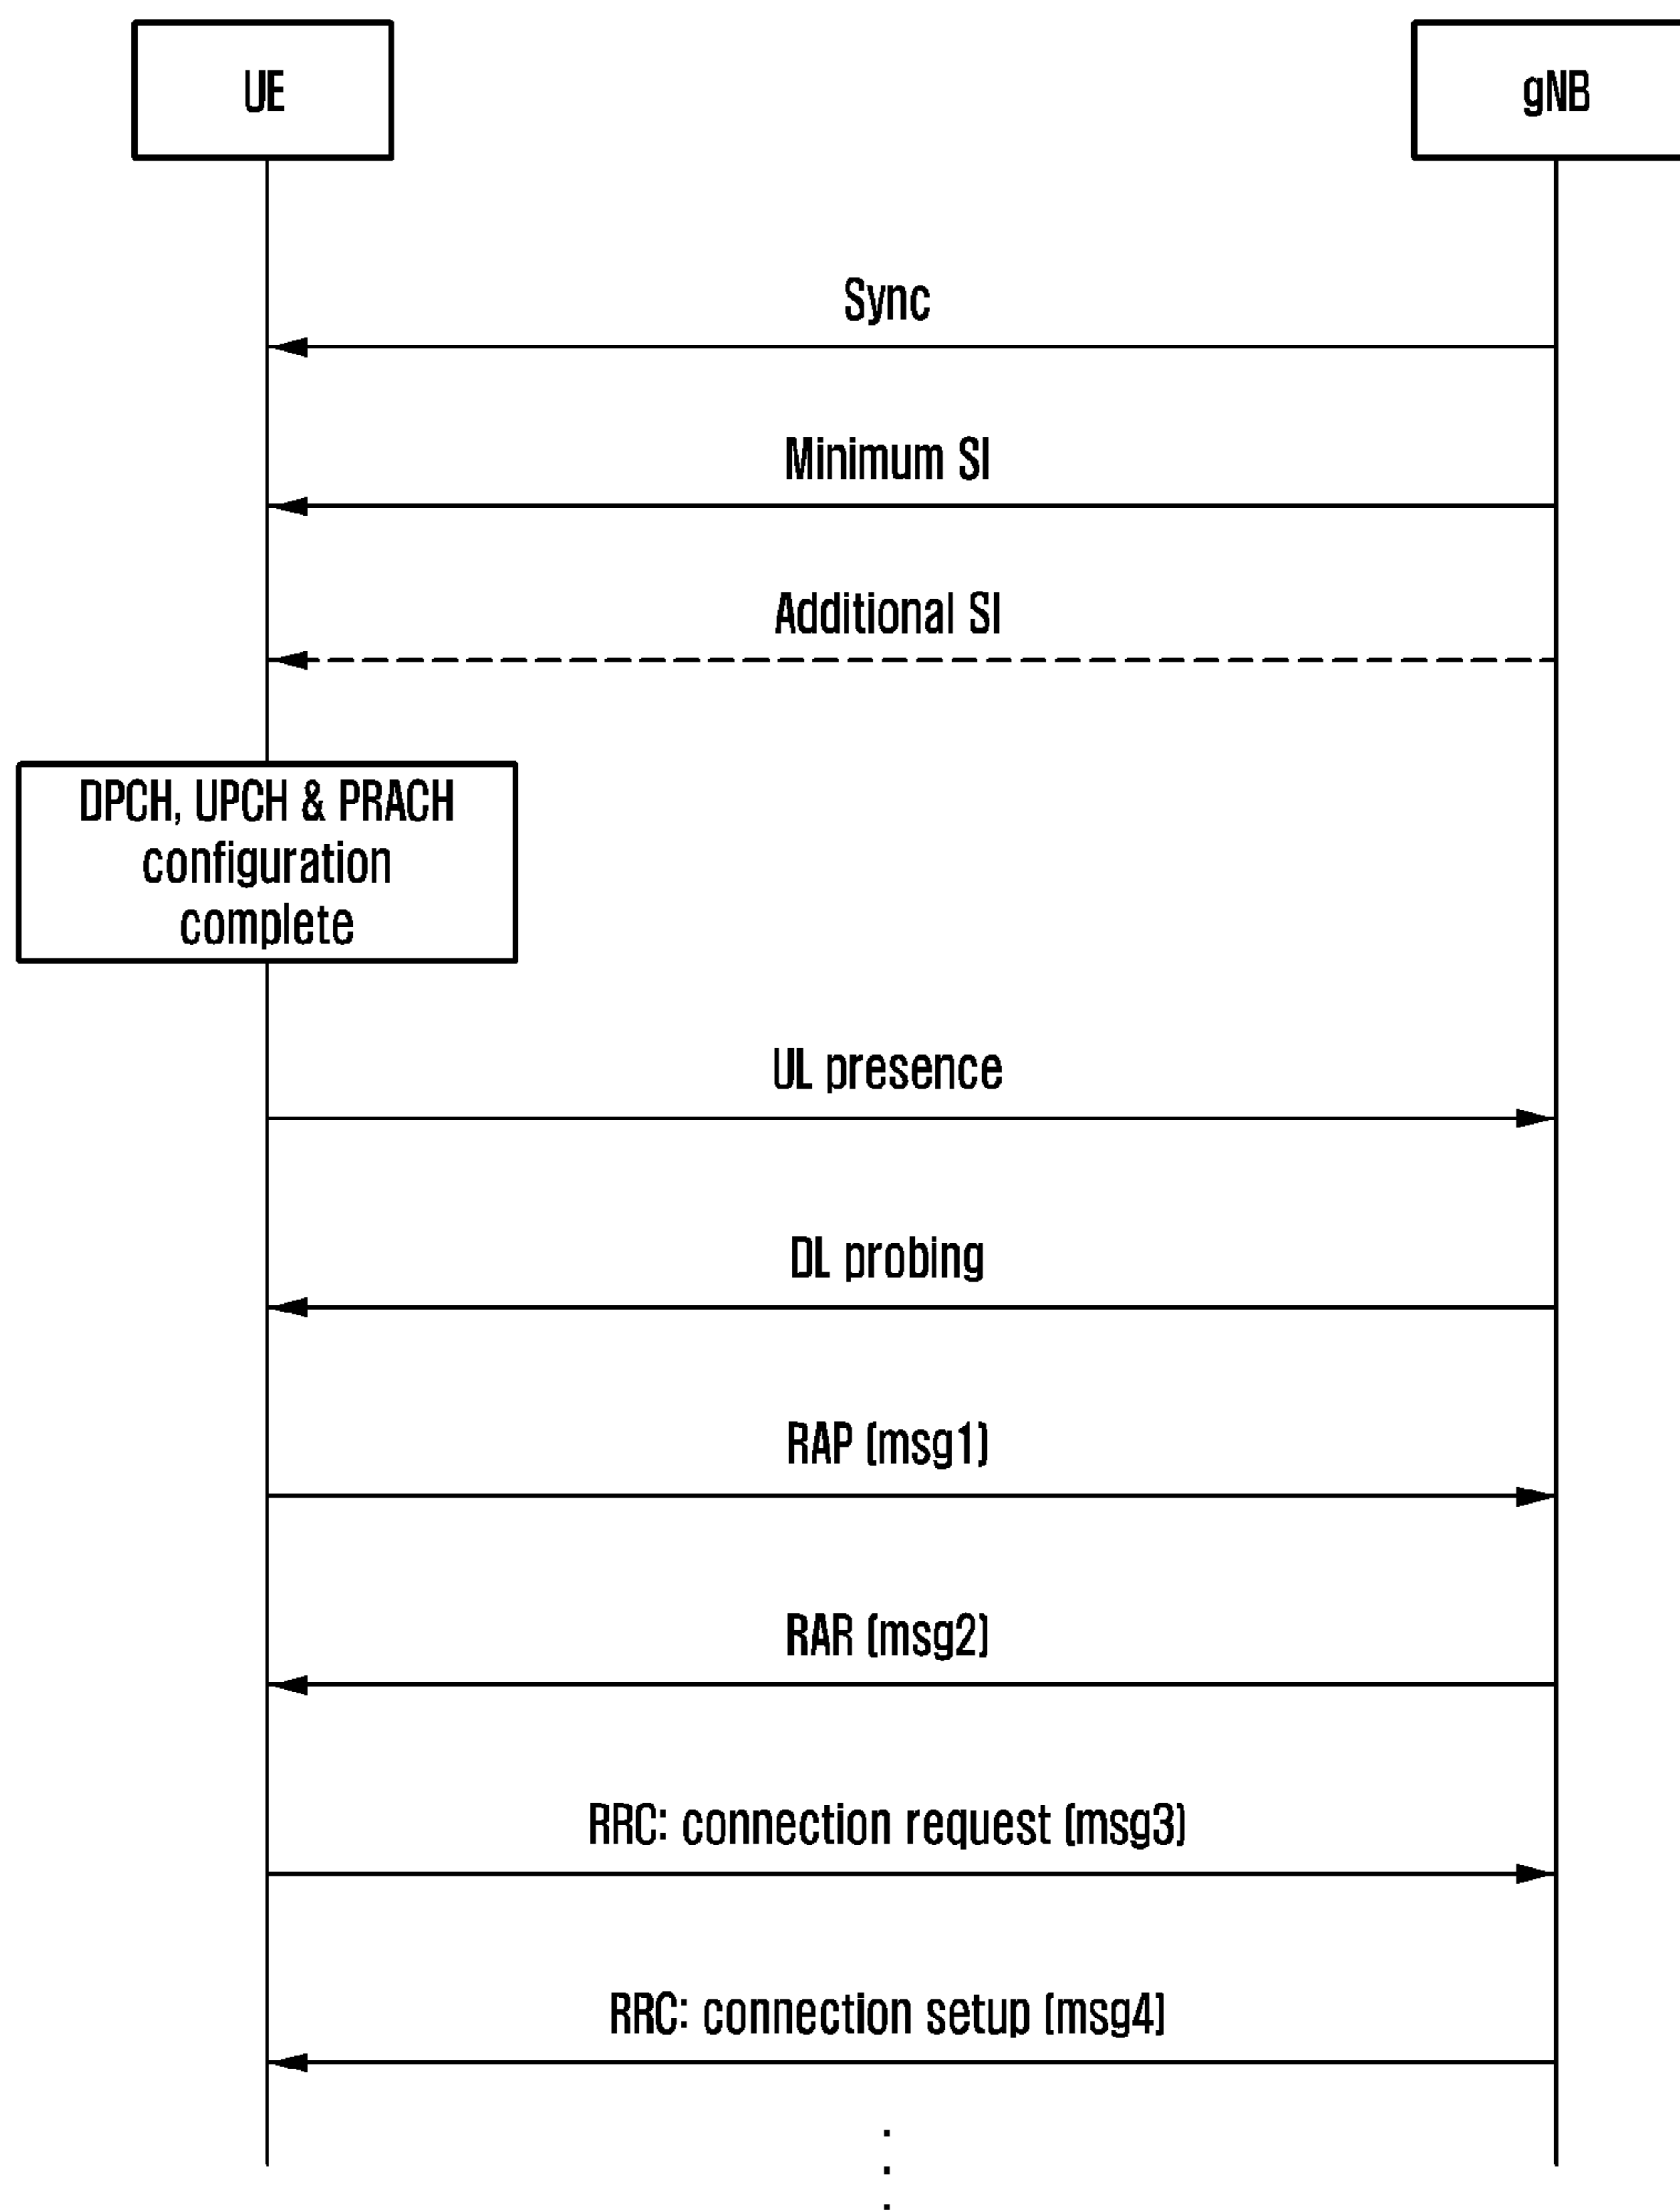 UE
gNB
Sync
Minimum SI
Additional SI
DPCH, UPCH & PRACH
configuration
complete
UL presence
DL probing
RAP (msg1)
RAR (msg2)
RRC: connection request (msg3)
RRC: connection setup (msg4)